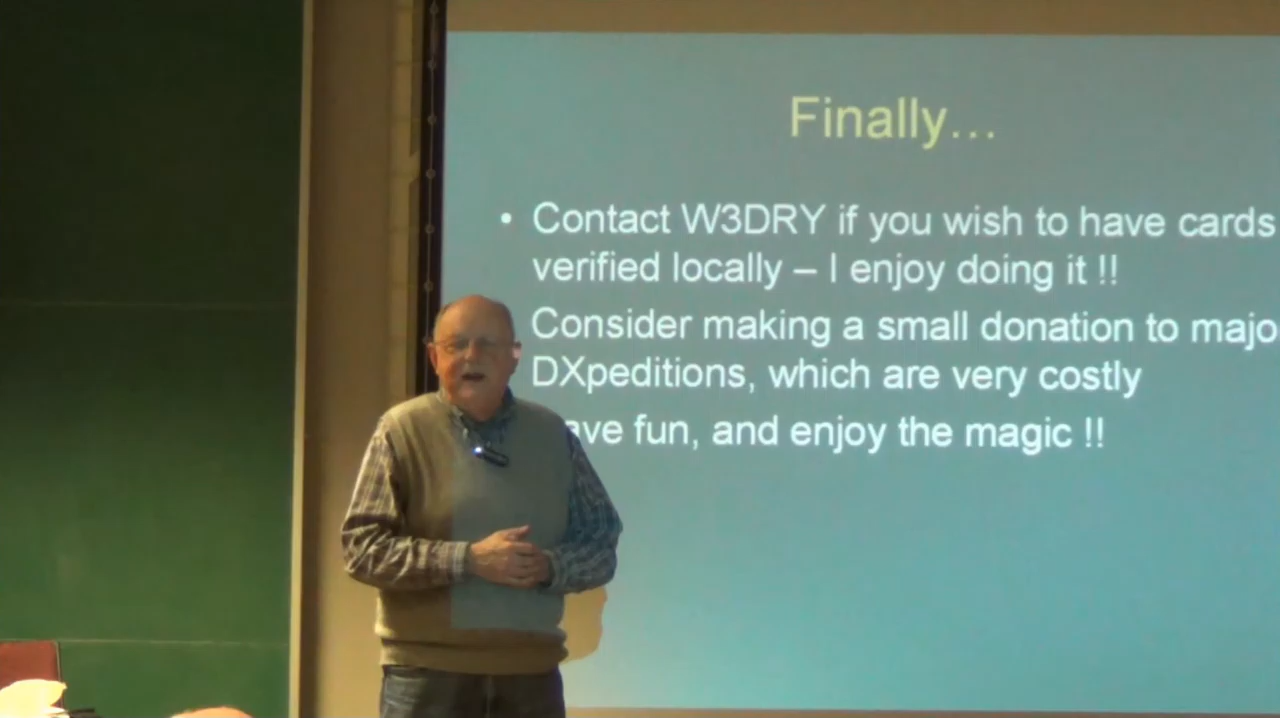 Finally...
• Contact W3DRY if you wish to have cards
verified locally – I enjoy doing it !!
Consider making a small donation to majo
DXpeditions, which are very costly
ave fun, and enjoy the magic !!